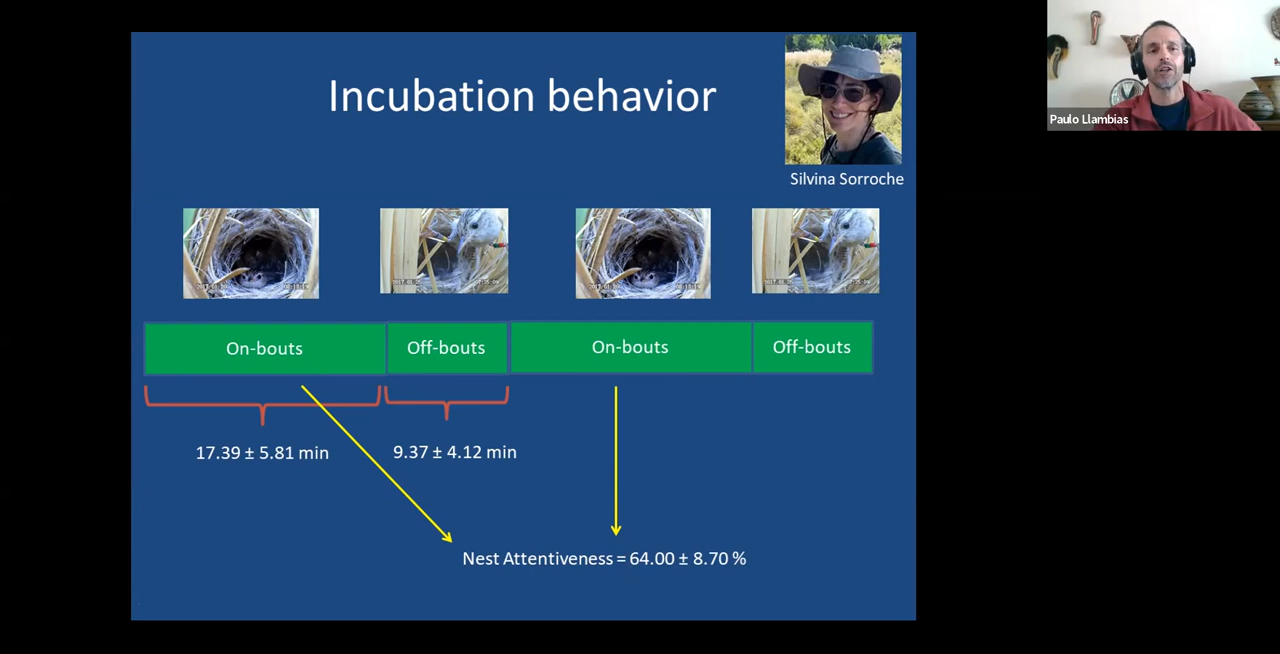 Incubation behavior
Silvina Sorroche
Paulo Llambias
On-bouts
Off-bouts
On-bouts
Off-bouts
17.39 ± 5.81 min
9.37 ± 4.12 min
Nest Attentiveness = 64.00 ± 8.70 %